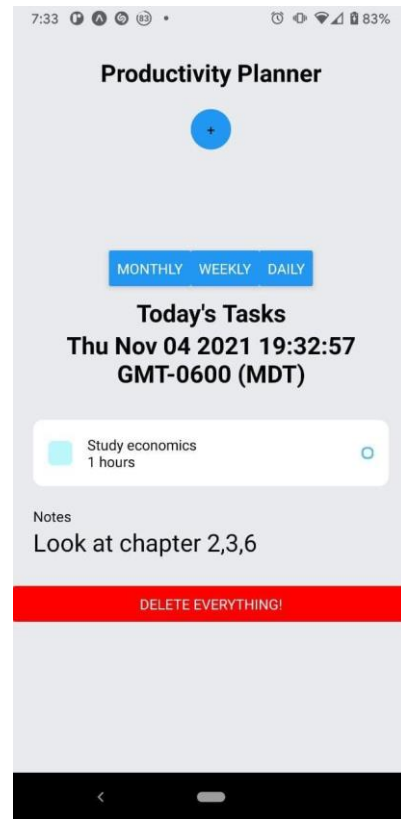 7:33 83 83%
Productivity Planner
+
MONTHLY WEEKLY DAILY
Today's Tasks
Thu Nov 04 2021 19:32:57
GMT-0600 (MDT)
Study economics
1 hours
Notes
Look at chapter 2,3,6
DELETE EVERYTHING!